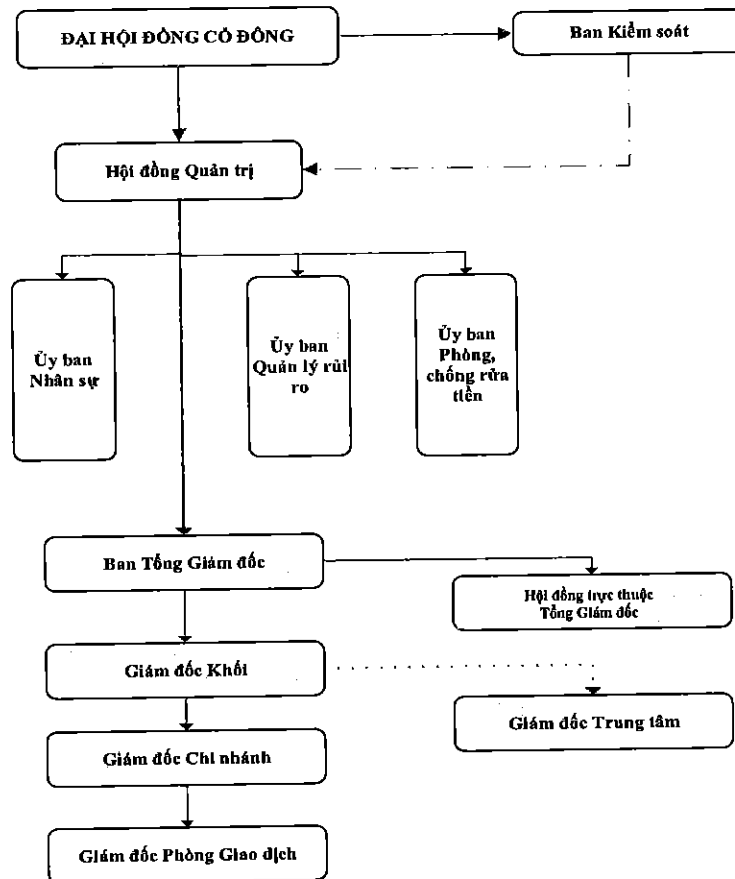 ĐẠI HỘI ĐỒNG CỔ ĐÔNG
Ban Kiểm soát
Hội đồng Quản trị
Ủy ban
Nhân sự
Ủy ban
Quản lý rủi
ro
Ủy ban
Phòng,
chống rửa
tiền
Ban Tổng Giám đốc
Hội đồng trực thuộc
Tổng Giám đốc
Giám đốc Khối
Giám đốc Trung tâm
Giám đốc Chi nhánh
Giám đốc Phòng Giao dịch